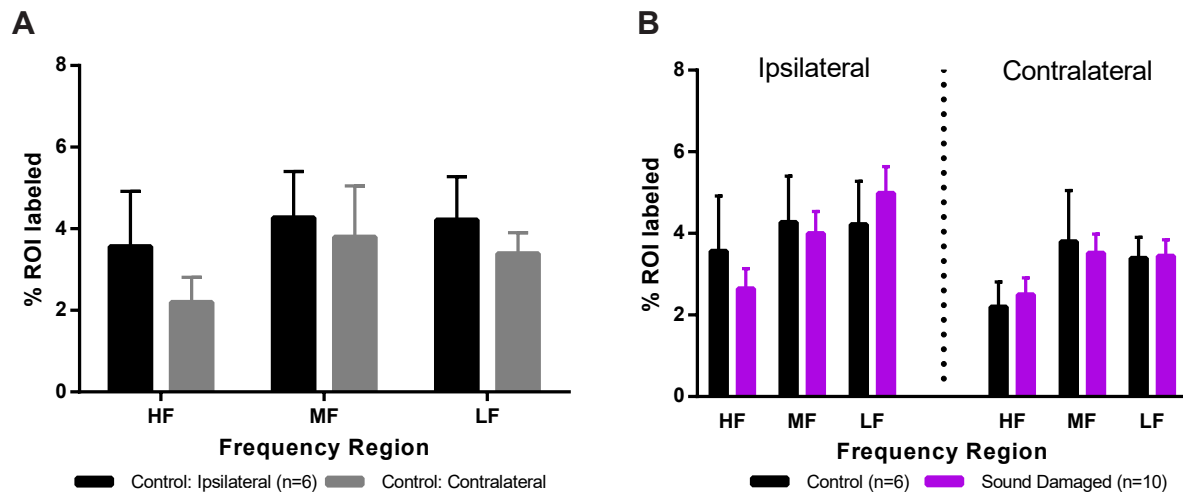 A
% ROI labeled
8
6
4
2
0
HF MF LF
Frequency Region
Control: Ipsilateral (n=6) Control: Contralateral
B
Ipsilateral Contralateral
% ROI labeled
8
6
4
2
0
HF MF LF HF MF LF
Frequency Region
Control (n=6) Sound Damaged (n=10)